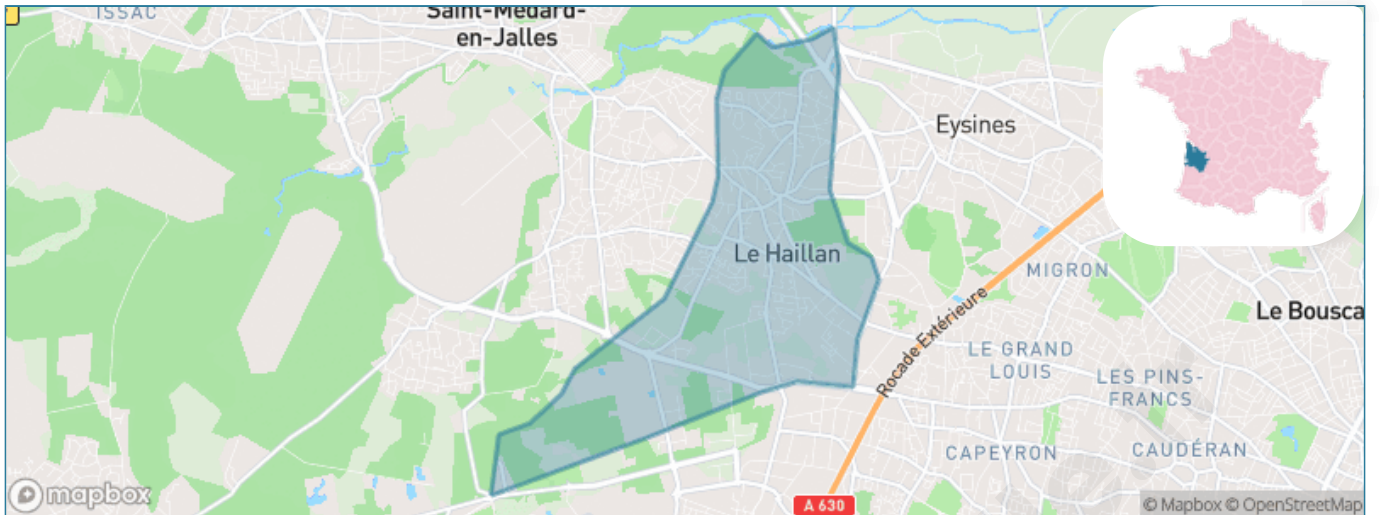 ISSAC
Saint-Médard-
en-Jalles
Eysines
Le Haillan
MIGRON
Le Bousca
Rocade Extérieure
LE GRAND
LOUIS
LES PINS-
FRANCS
CAPEYRON
CAUDÉRAN
A 630
mapbox
© Mapbox © OpenStreetMap